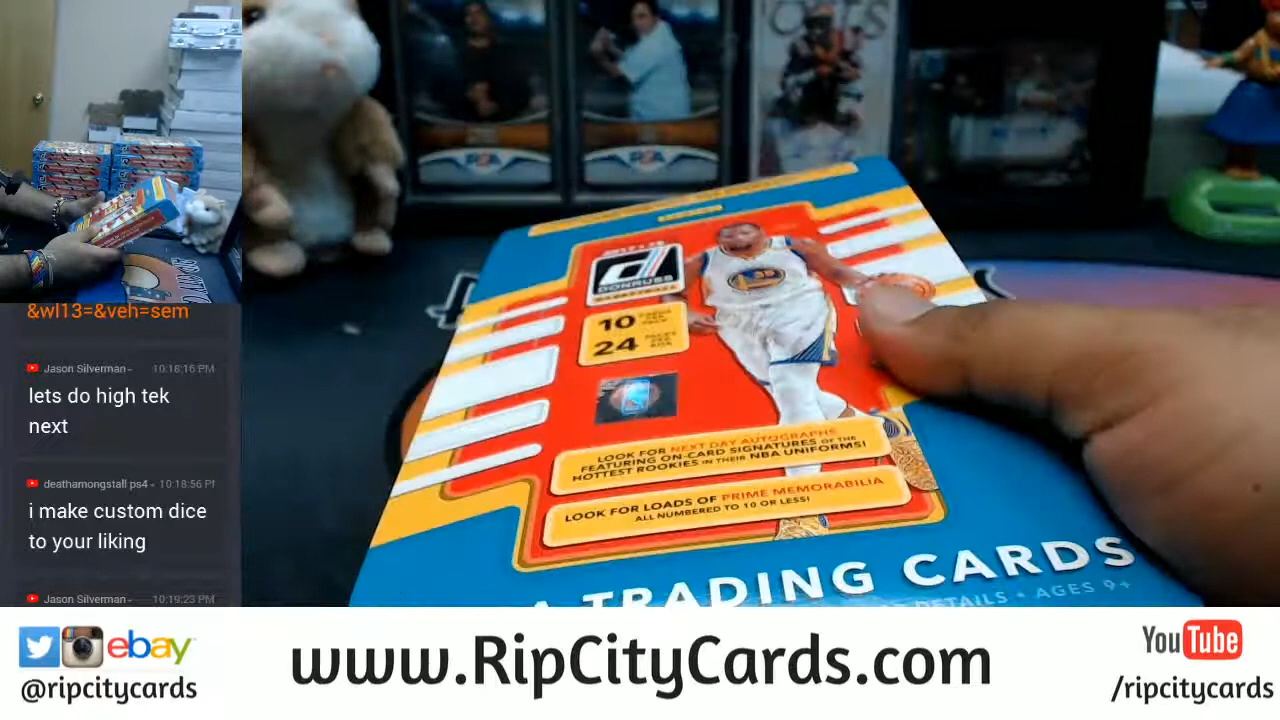 &wl13=&veh=sem
Jason Silverman~ 10:18:16 PM
lets do high tek
next
deathamongstall ps4~ 10:18:56 PM
i make custom dice
to your liking
Jason Silverman~ 10:19:23 PM
DONRUSS
BASKETBALL
10
24
35
LOOK FOR NEXT DAY AUTOGRAPHS
FEATURING ON-CARD SIGNATURES OF THE
HOTTEST ROOKIES IN THEIR NBA UNIFORMS!
LOOK FOR LOADS OF PRIME MEMORABILIA
ALL NUMBERED TO 10 OR LESS!
TRADING CARDS
DETAILS • AGES 9+
ebay
@ripcitycards
www.RipCityCards.com
YouTube
/ripcitycards